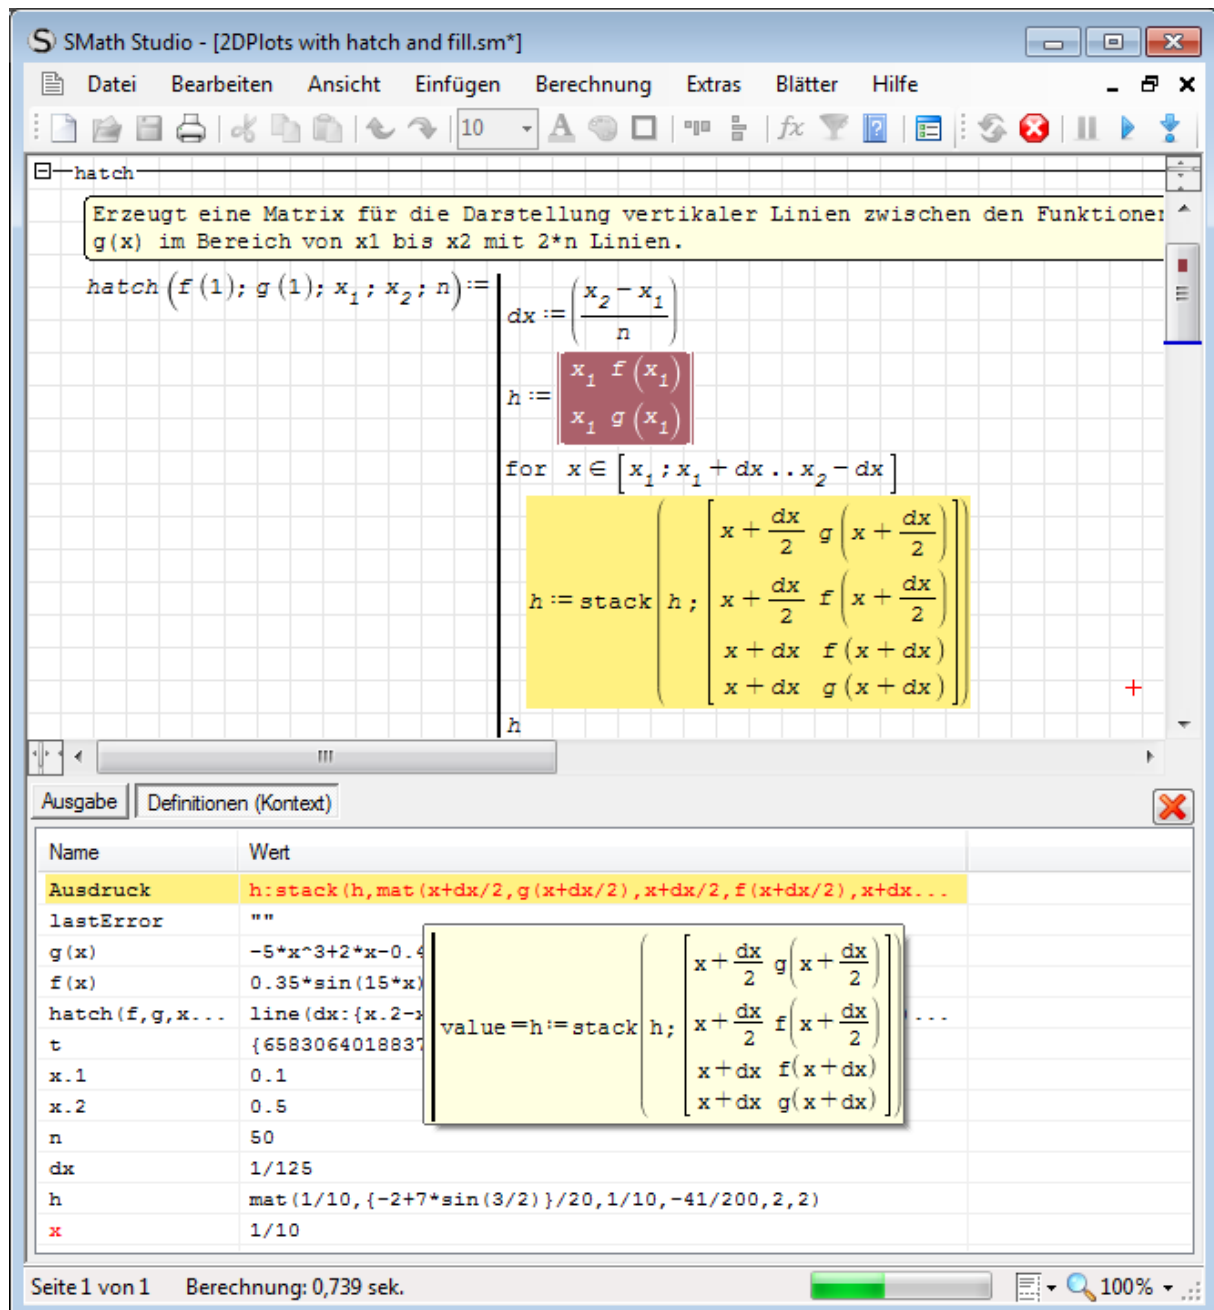 SMath Studio - [2DPlots with hatch and fill.sm*]
Datei Bearbeiten Ansicht Einfügen Berechnung Extras Blätter Hilfe
10
hatch
Erzeugt eine Matrix für die Darstellung vertikaler Linien zwischen den
g(x) im Bereich von x1 bis x2 mit 2*n Linien.
hatch(f(1); g(1); x₁; x₂; n):=
dx:=((x₂-x₁)/n)
h:=
x₁ f(x₁)
x₁ g(x₁)
for x∈[x₁;x₁+dx..x₂-dx]
h:=stack(h;
x+dx/2 g(x+dx/2)
x+dx/2 f(x+dx/2)
x+dx f(x+dx)
x+dx g(x+dx)
h
Ausgabe Definitionen (Kontext)
Name Wert
Ausdruck h:stack(h,mat(x+dx/2,g(x+dx/2),x+dx/2,f(x+dx/2),x+dx...
lastError ""
g(x) -5*x^3+2*x-0.4
f(x) 0.35*sin(15*x)
hatch(f,g,x... line(dx:{x.2-x ...
t {6583064018837
x.1 0.1
x.2 0.5
n 50
dx 1/125
h mat(1/10,{-2+7*sin(3/2)}/20,1/10,-41/200,2,2)
x 1/10
value=h:=stack(h;
x+dx/2 g(x+dx/2)
x+dx/2 f(x+dx/2)
x+dx f(x+dx)
x+dx g(x+dx)
Seite 1 von 1 Berechnung: 0,739 sek. 100%